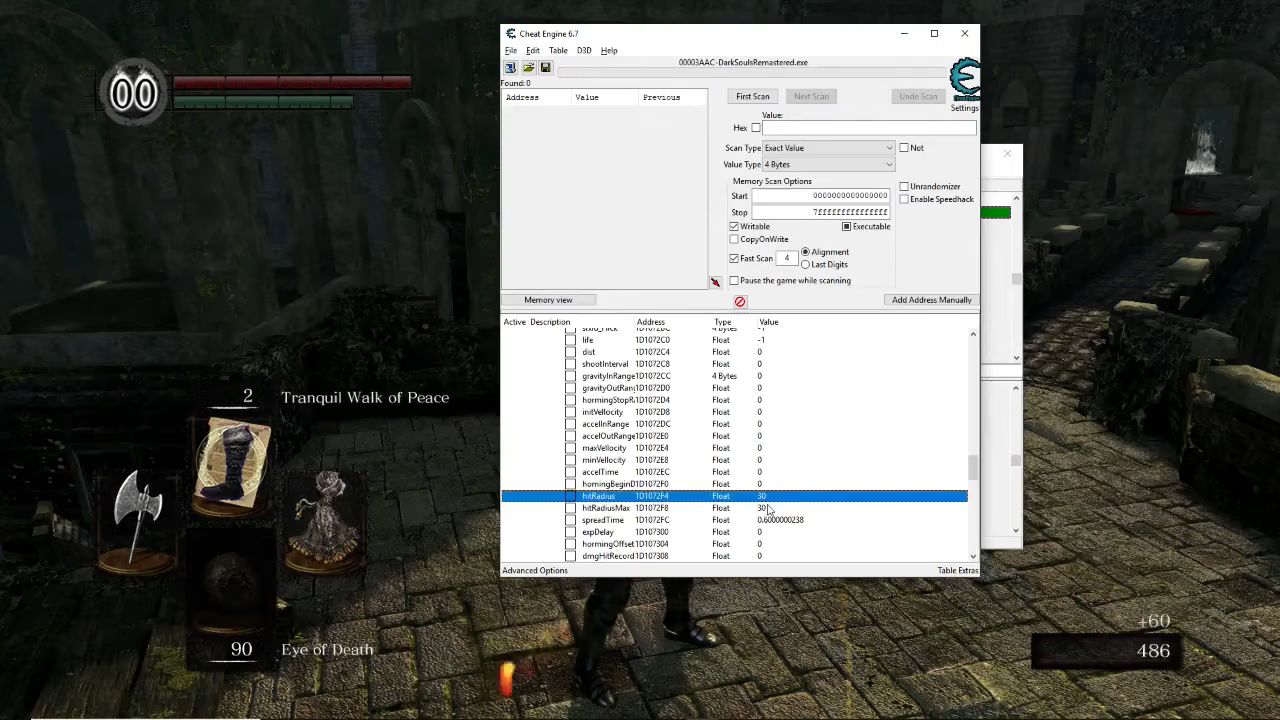 Cheat Engine 6.7
File Edit Table D3D Help
00003AAC-DarkSoulsRemastered.exe
Found: 0
Address Value Previous
First Scan Next Scan Undo Scan
Settings
Value:
Hex
Scan Type Exact Value Not
Value Type 4 Bytes
Memory Scan Options
Unrandomizer
Start 0000000000000000
Enable Speedhack
Stop 7fffffffffffffff
Writable Executable
CopyOnWrite
Fast Scan 4 Alignment
Last Digits
Pause the game while scanning
Memory view Add Address Manually
Active Description Address Type Value
life 1D1072C0 Float -1
dist 1D1072C4 Float 0
shootInterval 1D1072C8 Float 0
gravityInRange 1D1072CC 4 Bytes 0
gravityOutRan 1D1072D0 Float 0
hormingStopR 1D1072D4 Float 0
initVellocity 1D1072D8 Float 0
accelInRange 1D1072DC Float 0
accelOutRange 1D1072E0 Float 0
maxVellocity 1D1072E4 Float 0
minVellocity 1D1072E8 Float 0
accelTime 1D1072EC Float 0
homingBeginD 1D1072F0 Float 0
hitRadius 1D1072F4 Float 30
hitRadiusMax 1D1072F8 Float 30
spreadTime 1D1072FC Float 0.6000000238
expDelay 1D107300 Float 0
hormingOffset 1D107304 Float 0
dmgHitRecord 1D107308 Float 0
Advanced Options Table Extras
00
2 Tranquil Walk of Peace
90 Eye of Death
+60
486